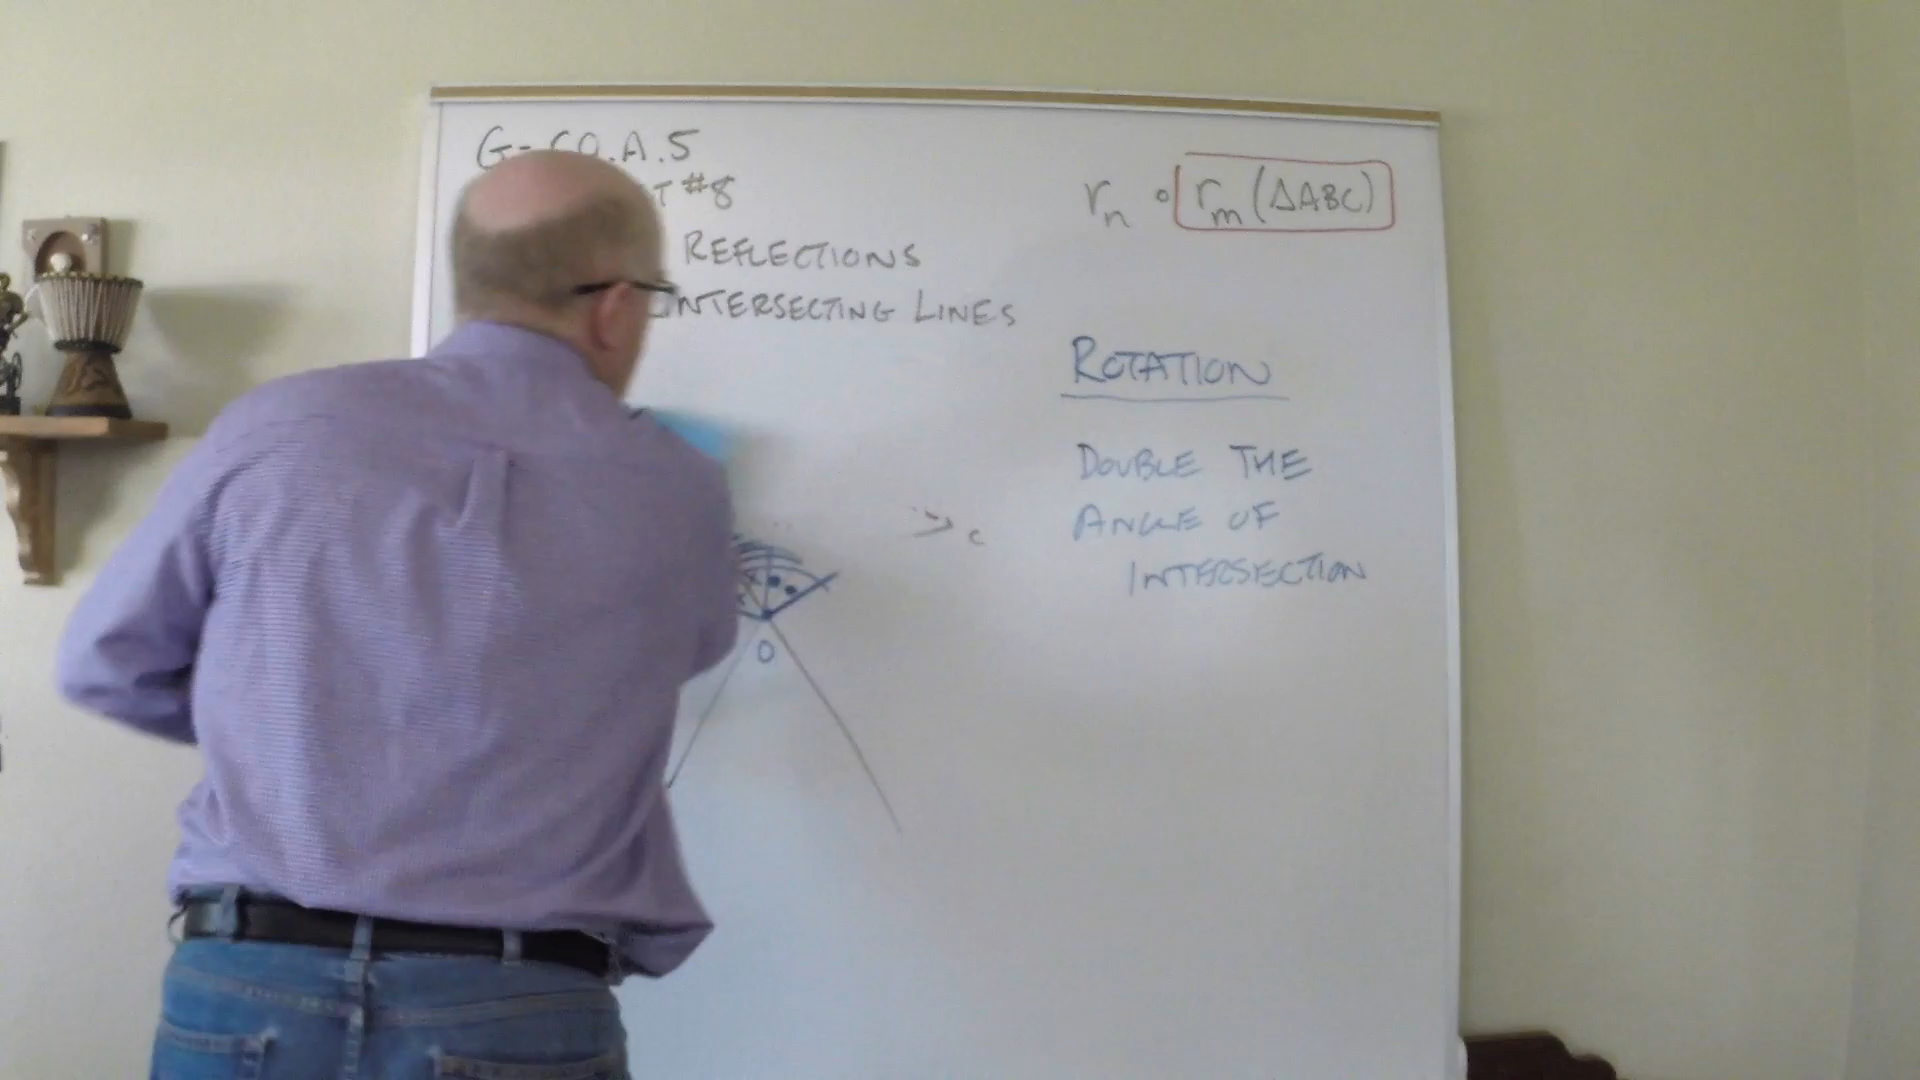 G-CO.A.5
T #8
REFLECTIONS
INTERSECTING LINES
rn ∘ rm (ΔABC)
ROTATION
DOUBLE THE
ANGLE OF
INTERSECTION
C
O